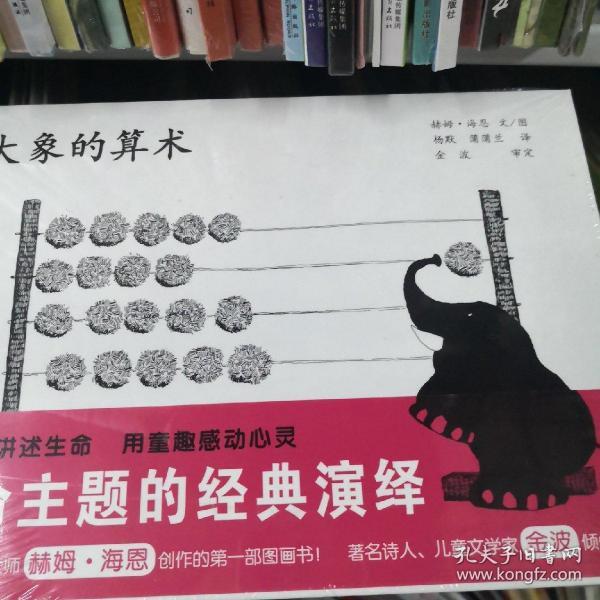 大象的算术
赫姆·海恩 文/图
杨默 蒲蒲兰 译
金波 审定
讲述生命 用童趣感动心灵
主题的经典演绎
师 赫姆·海恩 创作的第一部图画书! 著名诗人、儿童文学家 金波 倾
孔夫子旧书网
www.kongfz.com